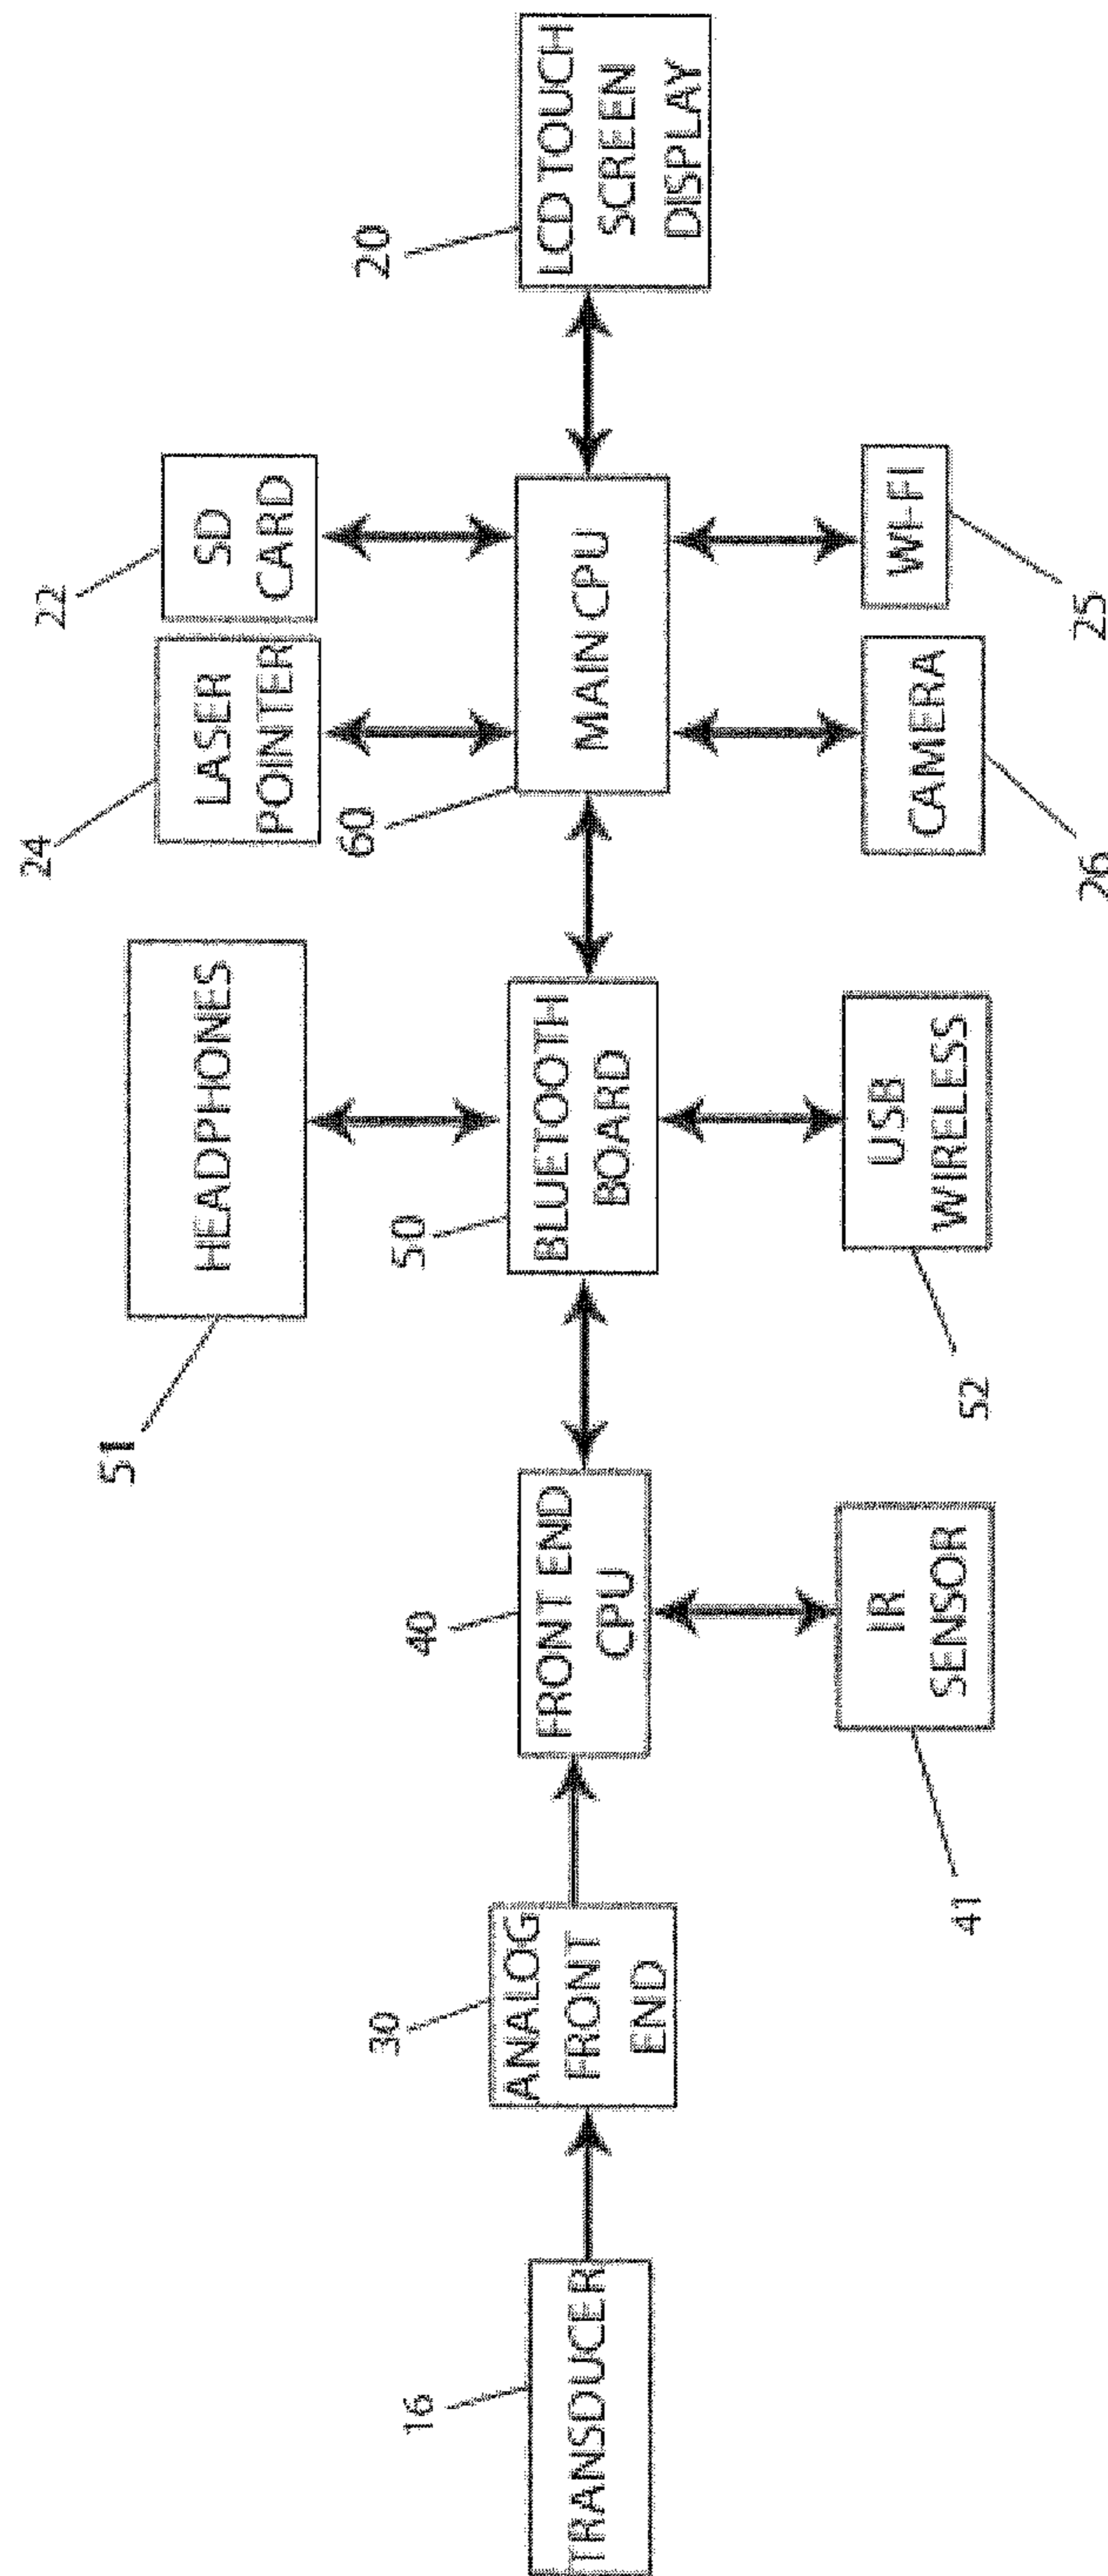 51
HEADPHONES
24
LASER
POINTER
22
SD
CARD
16
TRANSDUCER
30
ANALOG
FRONT
END
40
FRONT END
CPU
50
BLUETOOTH
BOARD
60
MAIN CPU
20
LCD TOUCH
SCREEN
DISPLAY
41
IR
SENSOR
52
USB
WIRELESS
26
CAMERA
25
WI-FI